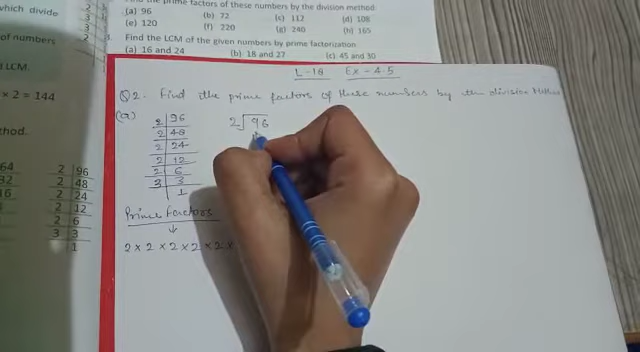 which divide
of numbers
LCM.
× 2 = 144
thod.
64
32
16
2 96
2 48
2 24
2 12
2 6
3 3
1
the prime factors of these numbers by the division method:
(a) 96 (b) 72 (c) 112 (d) 108
(e) 120 (f) 220 (g) 240 (h) 165
3. Find the LCM of the given numbers by prime factorization
(a) 16 and 24 (b) 18 and 27 (c) 45 and 30
L-18 Ex-4.5
Q2. Find the prime factors of these numbers by the division Method
(a) 2 96 2 96
2 48
2 24
2 12
2 6
3 3
1
Prime factors
↓
2 × 2 × 2 × 2 × 2 ×